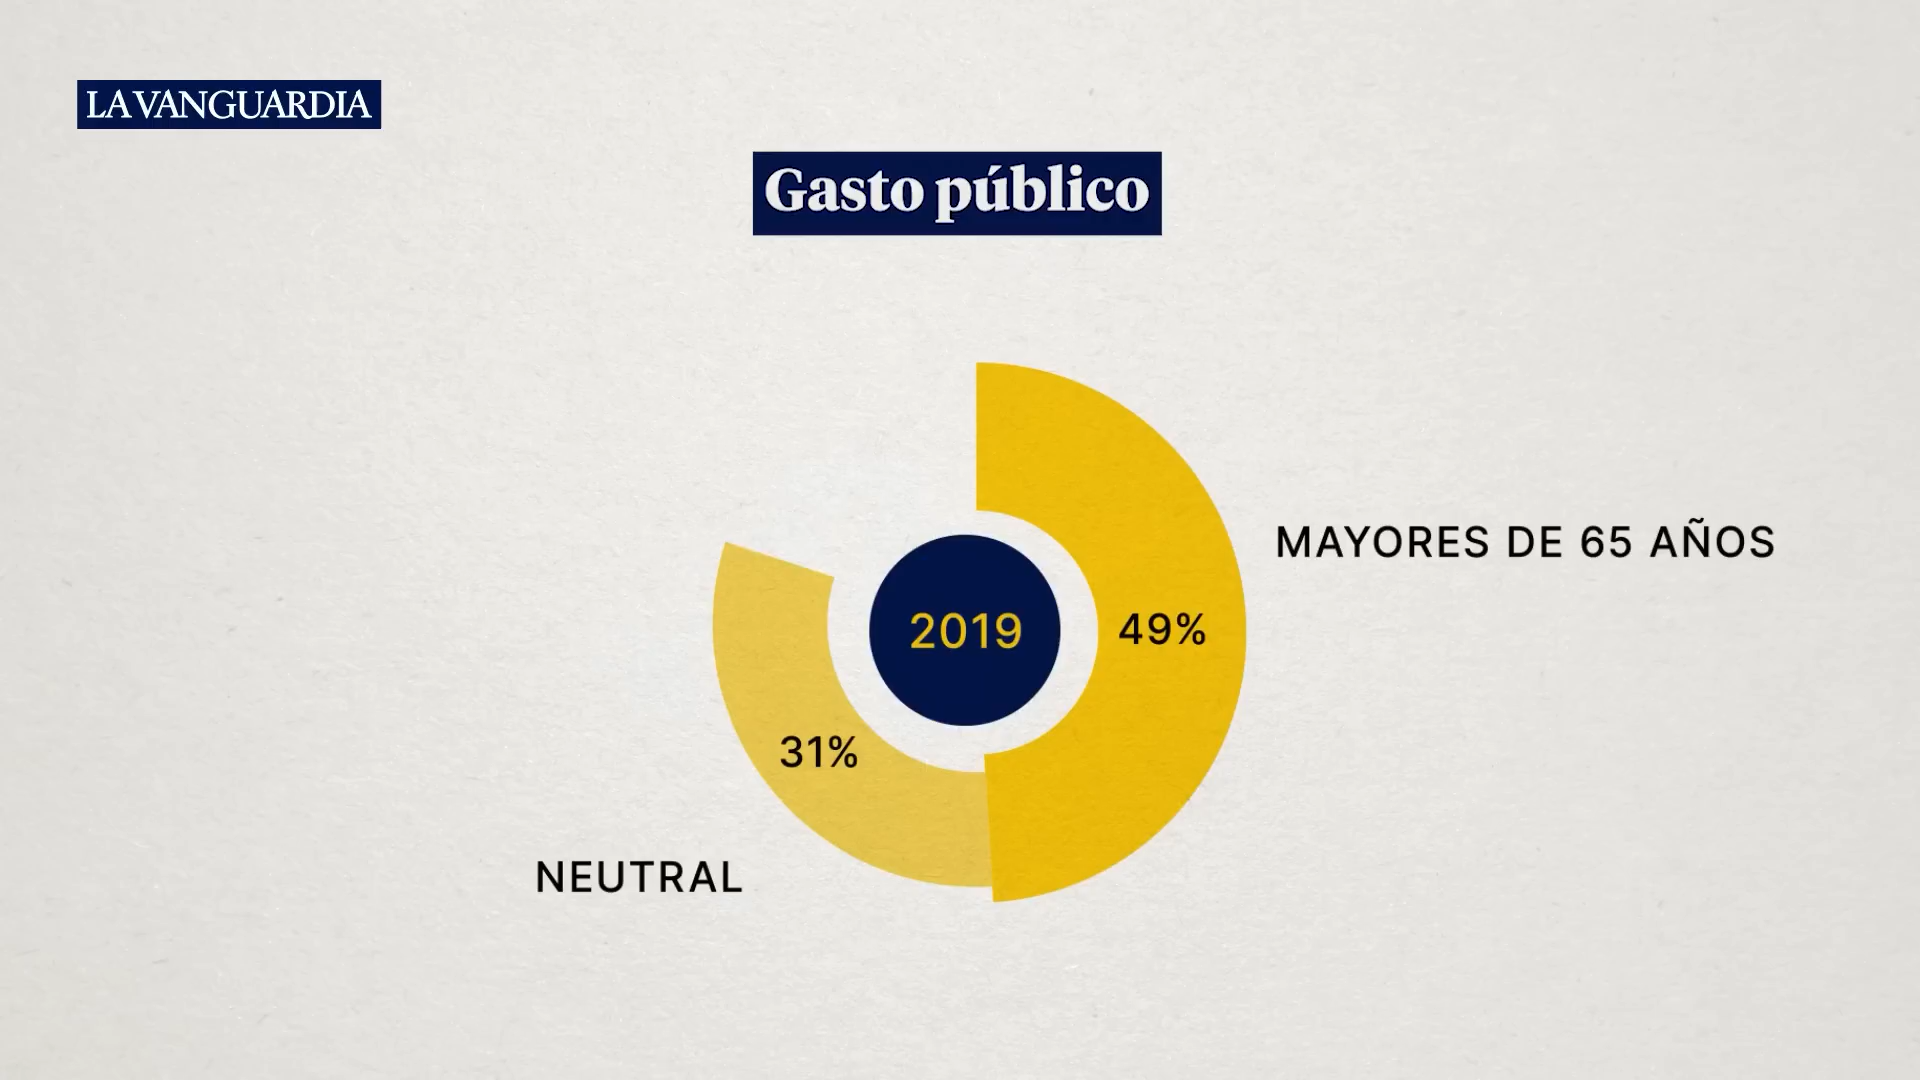 LA VANGUARDIA
Gasto público
MAYORES DE 65 AÑOS
2019
49%
31%
NEUTRAL